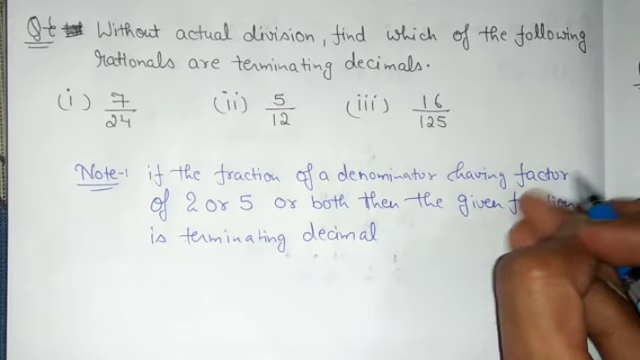 Q-6 Without actual division, find which of the following
rationals are terminating decimals.
(i) 7/24 (ii) 5/12 (iii) 16/125
Note-1 if the fraction of a denominator having factor
of 2 or 5 or both then the given
is terminating decimal